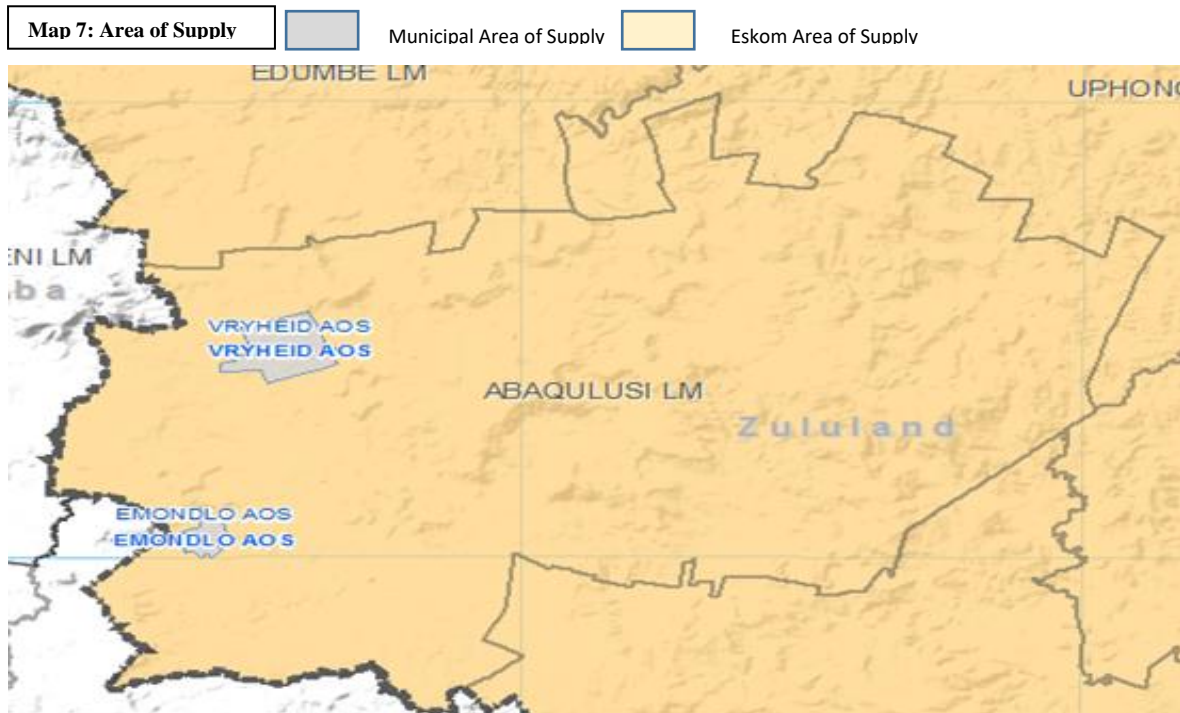 Map 7: Area of Supply
Municipal Area of Supply
Eskom Area of Supply
EDUMBE LM
UPHONG
ENI LM
ba
VRYHEID AOS
VRYHEID AOS
ABAQULUSI LM
Zululand
EMONDLO AOS
EMONDLO AOS